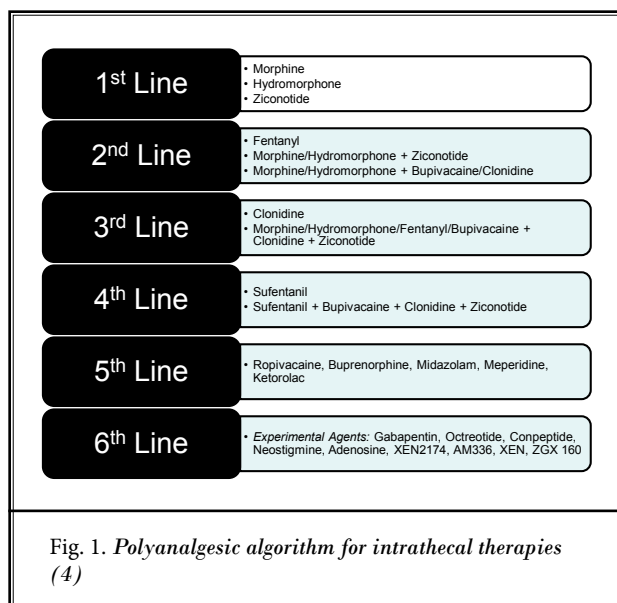 1st Line
• Morphine
• Hydromorphone
• Ziconotide
2nd Line
• Fentanyl
• Morphine/Hydromorphone + Ziconotide
• Morphine/Hydromorphone + Bupivacaine/Clonidine
3rd Line
• Clonidine
• Morphine/Hydromorphone/Fentanyl/Bupivacaine +
Clonidine + Ziconotide
4th Line
• Sufentanil
• Sufentanil + Bupivacaine + Clonidine + Ziconotide
5th Line
• Ropivacaine, Buprenorphine, Midazolam, Meperidine,
Ketorolac
6th Line
• Experimental Agents: Gabapentin, Octreotide, Conpeptide,
Neostigmine, Adenosine, XEN2174, AM336, XEN, ZGX 160
Fig. 1. Polyanalgesic algorithm for intrathecal therapies
(4)